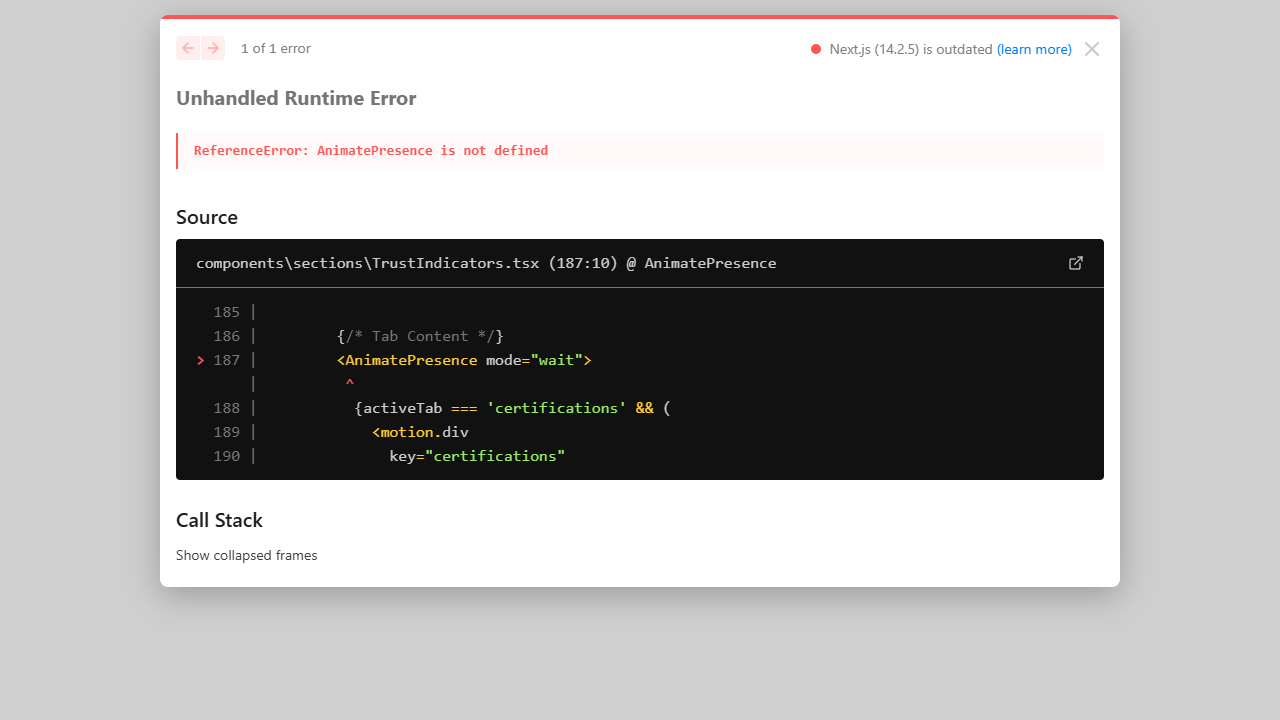 1 of 1 error
Next.js (14.2.5) is outdated (learn more)
Unhandled Runtime Error
ReferenceError: AnimatePresence is not defined
Source
components\sections\TrustIndicators.tsx (187:10) @ AnimatePresence
185 |
186 |         {/* Tab Content */}
> 187 |         <AnimatePresence mode="wait">
|          ^
188 |           {activeTab === 'certifications' && (
189 |             <motion.div
190 |               key="certifications"
Call Stack
Show collapsed frames